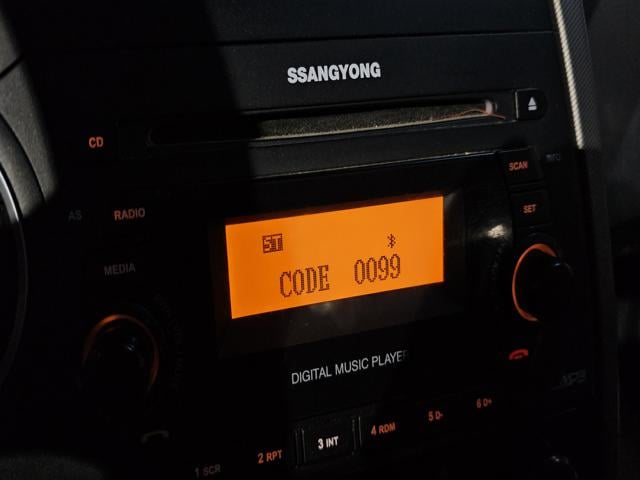 SSANGYONG
CD
SCAN
AS RADIO
SET
ST
MEDIA
CODE 0099
DIGITAL MUSIC PLAYER
MP3
1 SCR 2 RPT 3 INT 4 RDM 5 D- 6 D+